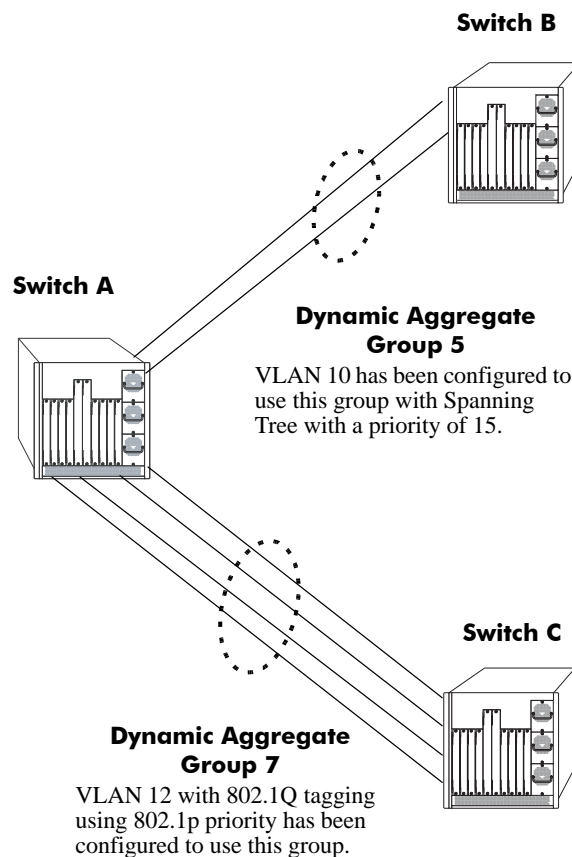 Switch B
Switch A
Dynamic Aggregate
Group 5
VLAN 10 has been configured to
use this group with Spanning
Tree with a priority of 15.
Switch C
Dynamic Aggregate
Group 7
VLAN 12 with 802.1Q tagging
using 802.1p priority has been
configured to use this group.